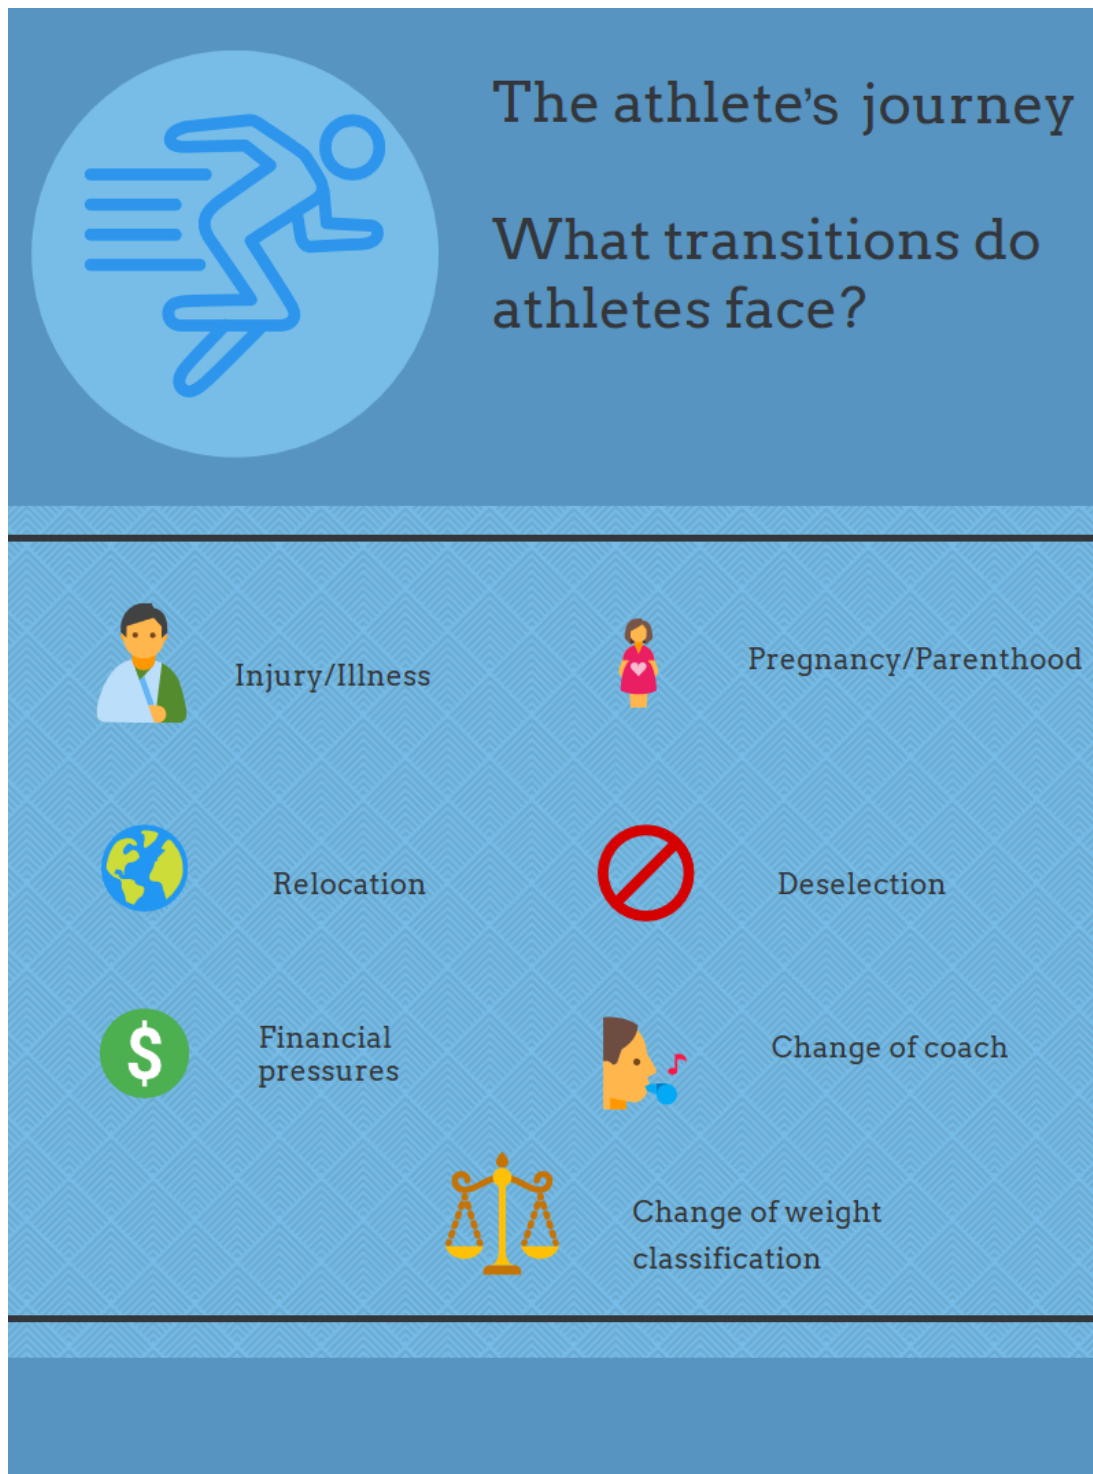 The athlete's journey
What transitions do
athletes face?
Injury/Illness
Pregnancy/Parenthood
Relocation
Deselection
Financial
pressures
Change of coach
Change of weight
classification